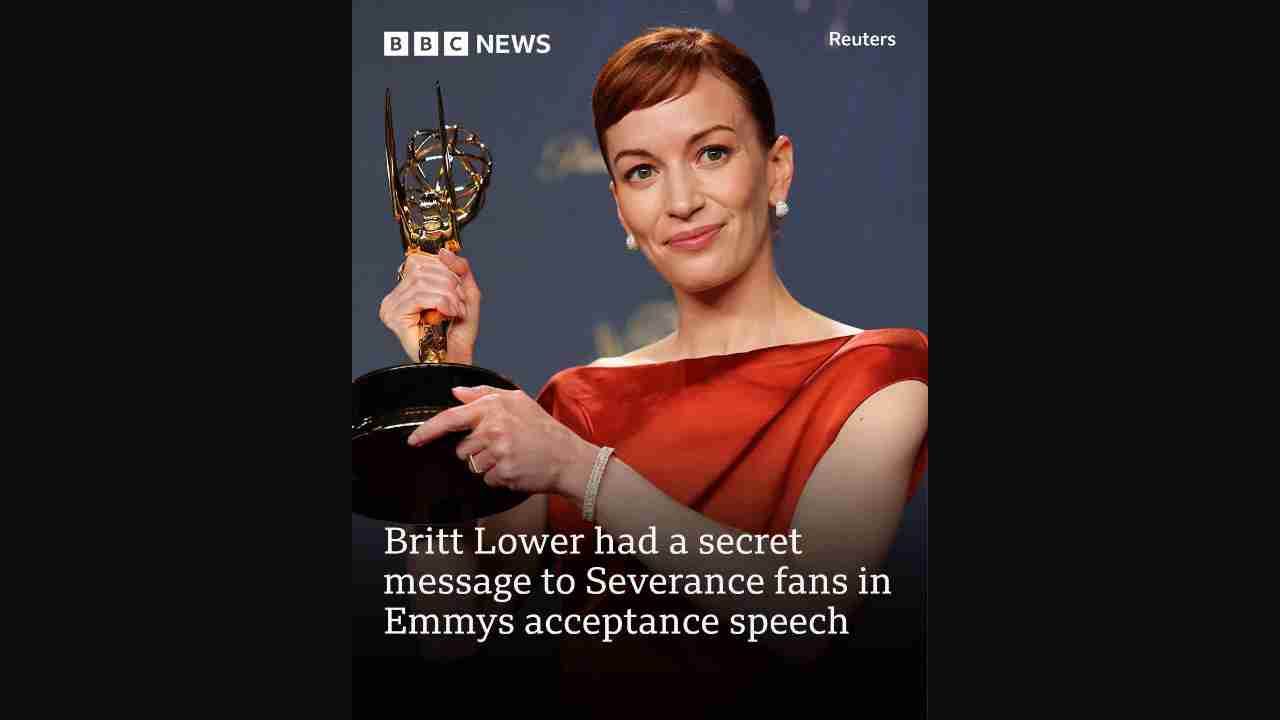 BBC NEWS
Reuters
Britt Lower had a secret
message to Severance fans in
Emmys acceptance speech